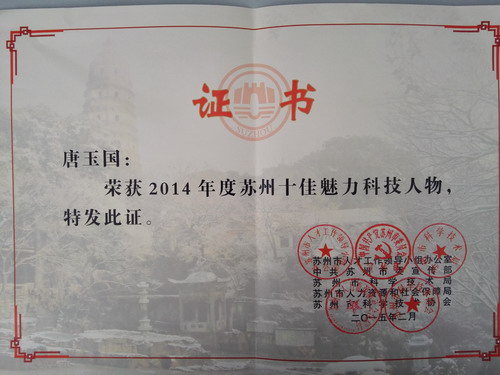 证书
SUZHOU
唐玉国：
荣获2014年度苏州十佳魅力科技人物，
特发此证。
苏州市人才工作领导小组办公室
中共苏州市委宣传部
苏州市科学技术局
苏州市人力资源和社会保障局
苏州市科学技术协会
二〇一五年二月